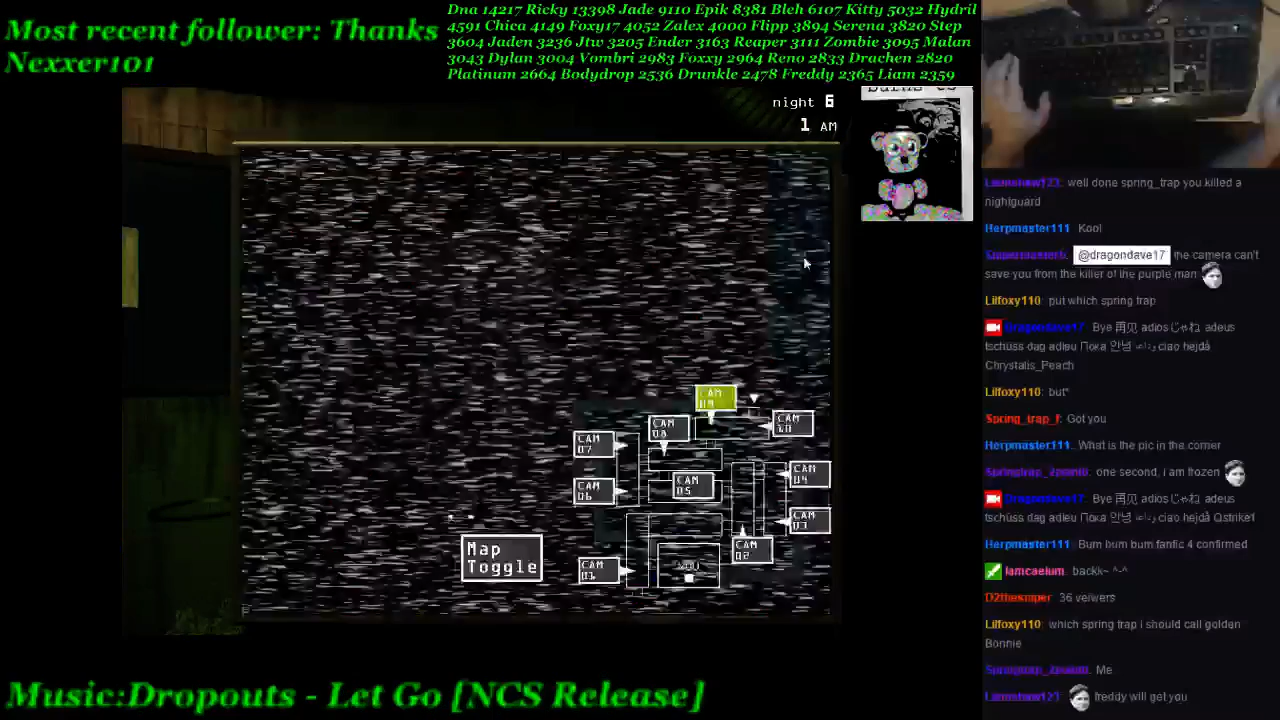 Most recent follower: Thanks
Nexxer101
Dna 14217 Ricky 13398 Jade 9110 Epik 8381 Bleh 6107 Kitty 5032 Hydril
4591 Chica 4149 Foxy17 4052 Zalex 4000 Flipp 3894 Serena 3820 Step
3604 Jaden 3236 Jtw 3205 Ender 3163 Reaper 3111 Zombie 3095 Malan
3043 Dylan 3004 Vombri 2983 Foxxy 2964 Reno 2833 Drachen 2820
Platinum 2664 Bodydrop 2536 Drunkle 2478 Freddy 2365 Liam 2359
night 6
1 AM
CAM
09
CAM
08
CAM
10
CAM
07
CAM
04
CAM
05
CAM
06
CAM
03
CAM
02
CAM
01
YOU
Map
Toggle
well done spring_trap you killed a
nightguard
Herpmaster111 Kool
@dragondave17 the camera can't
save you from the killer of the purple man
Lilfoxy110: put which spring trap
Dragondave17: Bye 再见 adios じゃね adeus
tschüss dag adieu Пока 안녕 ciao hejdå
Chrystalis_Peach
Lilfoxy110: but*
Spring_trap_f: Got you
Herpmaster111: What is the pic in the corner
one second, i am frozen
Dragondave17: Bye 再见 adios じゃね adeus
tschüss dag adieu Пока 안녕 ciao hejdå Qstrike1
Herpmaster111: Bum bum bum fanfic 4 confirmed
Iamcaelum: backk~ ^-^
D2thesniper: 36 veiwers
Lilfoxy110: which spring trap i should call golden
Bonnie
Me
freddy will get you
Music:Dropouts - Let Go [NCS Release]